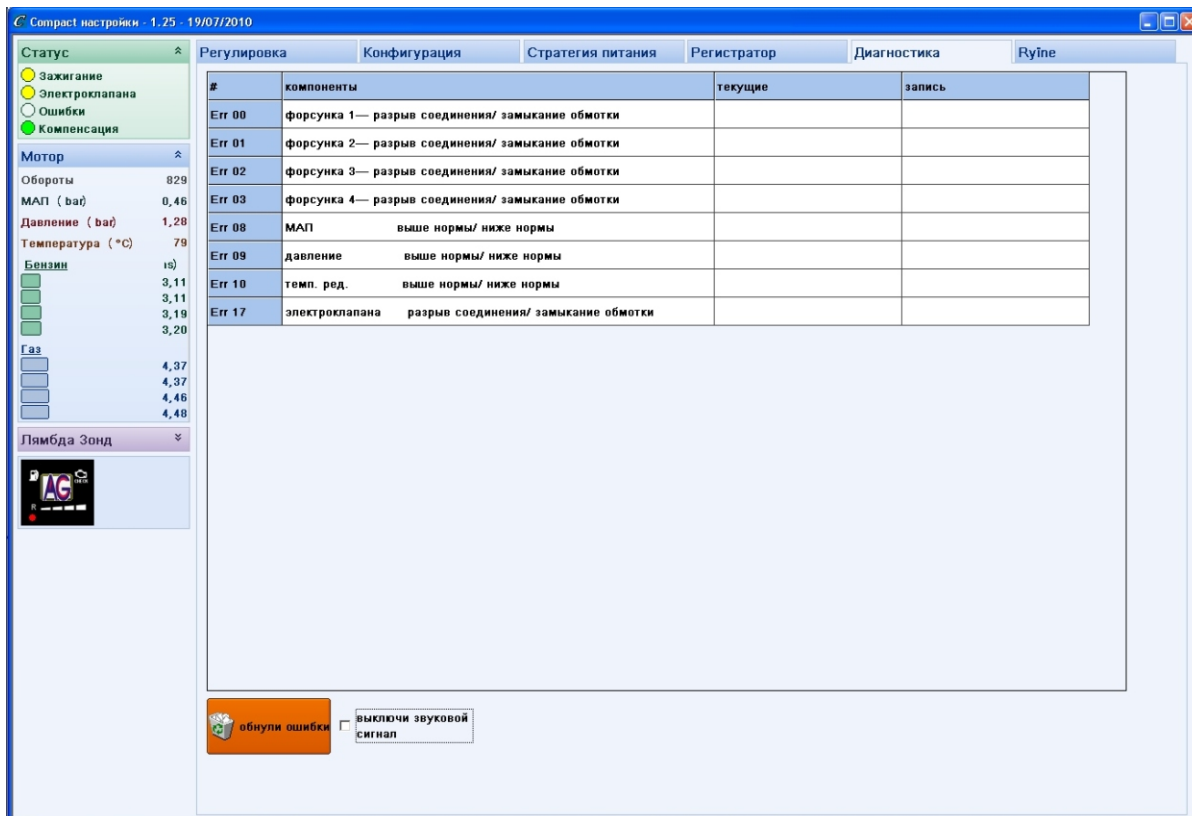 Compact настройки - 1.25 - 19/07/2010
Статус
Зажигание
Электроклапана
Ошибки
Компенсация
Мотор
Обороты 829
МАП ( bar) 0,46
Давление ( bar) 1,28
Температура ( °C) 79
Бензин ıs)
3,11
3,11
3,19
3,20
Газ
4,37
4,37
4,46
4,48
Лямбда Зонд
AG
R
Регулировка Конфигурация Стратегия питания Регистратор Диагностика Ryīne
# компоненты текущие запись
Err 00 форсунка 1— разрыв соединения/ замыкание обмотки
Err 01 форсунка 2— разрыв соединения/ замыкание обмотки
Err 02 форсунка 3— разрыв соединения/ замыкание обмотки
Err 03 форсунка 4— разрыв соединения/ замыкание обмотки
Err 08 МАП выше нормы/ ниже нормы
Err 09 давление выше нормы/ ниже нормы
Err 10 темп. ред. выше нормы/ ниже нормы
Err 17 электроклапана разрыв соединения/ замыкание обмотки
обнули ошибки
выключи звуковой
сигнал